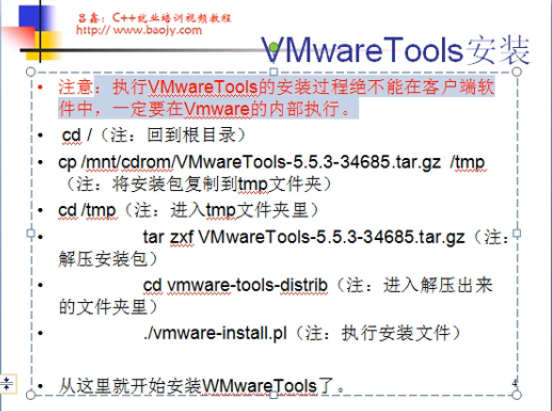 吕鑫：C++就业培训视频教程
http://www.baojy.com
VMwareTools安装
• 注意：执行VMwareTools的安装过程绝不能在客户端软
件中，一定要在Vmware的内部执行。
• cd /（注：回到根目录）
• cp /mnt/cdrom/VMwareTools-5.5.3-34685.tar.gz /tmp
（注：将安装包复制到tmp文件夹）
• cd /tmp（注：进入tmp文件夹里）
• tar zxf VMwareTools-5.5.3-34685.tar.gz（注：
解压安装包）
• cd vmware-tools-distrib（注：进入解压出来
的文件夹里）
• ./vmware-install.pl（注：执行安装文件）
• 从这里就开始安装WMwareTools了。
4